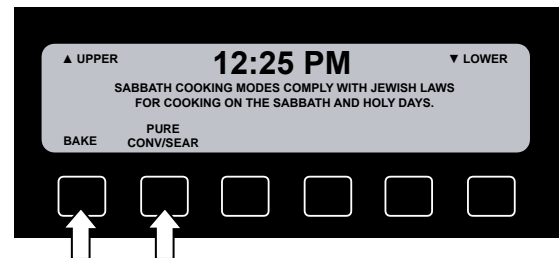 ▲ UPPER 12:25 PM ▼ LOWER
SABBATH COOKING MODES COMPLY WITH JEWISH LAWS
FOR COOKING ON THE SABBATH AND HOLY DAYS.
BAKE PURE
CONV/SEAR